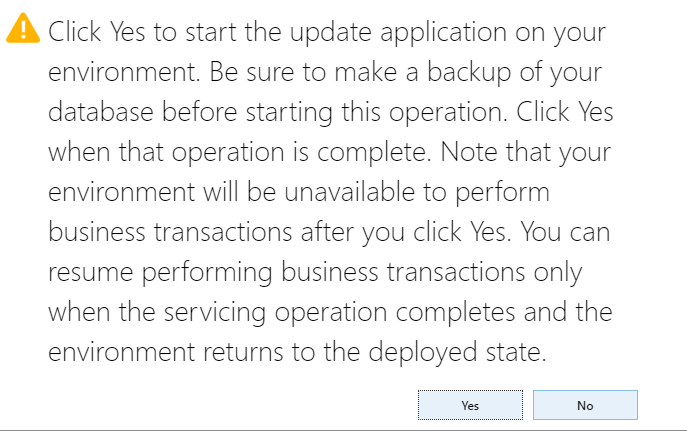 Click Yes to start the update application on your
environment. Be sure to make a backup of your
database before starting this operation. Click Yes
when that operation is complete. Note that your
environment will be unavailable to perform
business transactions after you click Yes. You can
resume performing business transactions only
when the servicing operation completes and the
environment returns to the deployed state.
Yes No